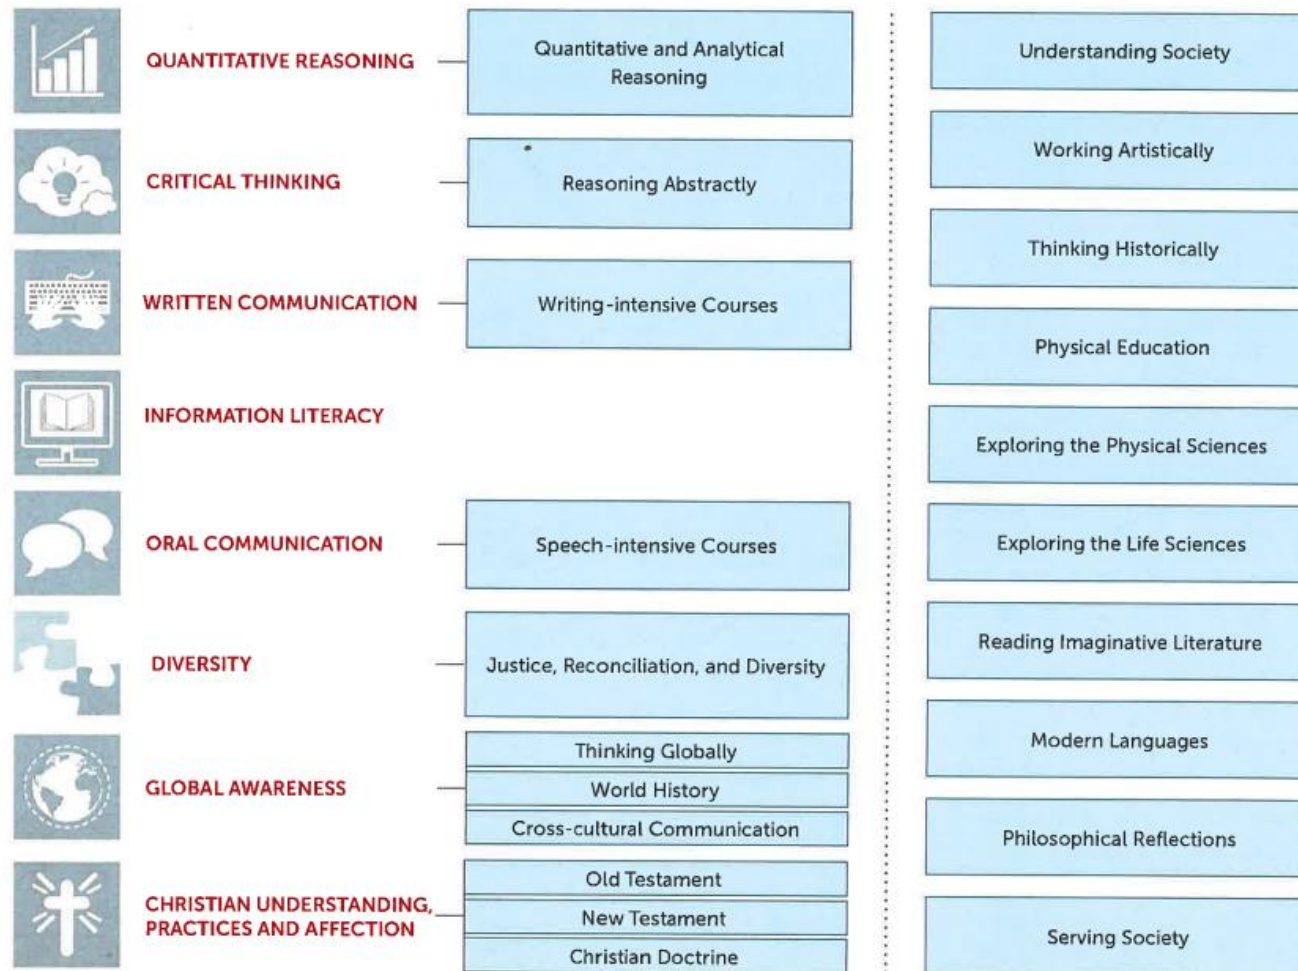 QUANTITATIVE REASONING
Quantitative and Analytical
Reasoning
CRITICAL THINKING
Reasoning Abstractly
WRITTEN COMMUNICATION
Writing-intensive Courses
INFORMATION LITERACY
ORAL COMMUNICATION
Speech-intensive Courses
DIVERSITY
Justice, Reconciliation, and Diversity
GLOBAL AWARENESS
Thinking Globally
World History
Cross-cultural Communication
CHRISTIAN UNDERSTANDING,
PRACTICES AND AFFECTION
Old Testament
New Testament
Christian Doctrine
Understanding Society
Working Artistically
Thinking Historically
Physical Education
Exploring the Physical Sciences
Exploring the Life Sciences
Reading Imaginative Literature
Modern Languages
Philosophical Reflections
Serving Society